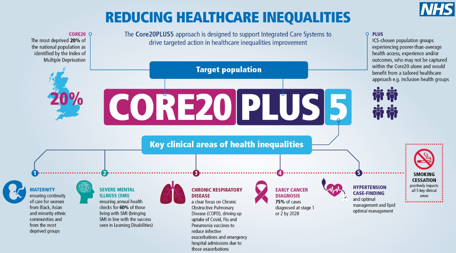 REDUCING HEALTHCARE INEQUALITIES
NHS
The Core20PLUS5 approach is designed to support Integrated Care Systems to
drive targeted action in healthcare inequalities improvement
CORE20
The most deprived 20% of
the national population as
identified by the Index of
Multiple Deprivation
20%
PLUS
ICS-chosen population groups
experiencing poorer-than-average
health access, experience and/or
outcomes, who may not be captured
within the Core20 alone and would
benefit from a tailored healthcare
approach e.g. inclusion health groups
Target population
CORE20 PLUS 5
Key clinical areas of health inequalities
1
MATERNITY
ensuring continuity
of care for women
from Black, Asian
and minority ethnic
communities and
from the most
deprived groups
2
SEVERE MENTAL
ILLNESS (SMI)
ensuring annual health
checks for 60% of those
living with SMI (bringing
SMI in line with the success
seen in Learning Disabilities)
3
CHRONIC RESPIRATORY
DISEASE
a clear focus on Chronic
Obstructive Pulmonary
Disease (COPD), driving up
uptake of Covid, Flu and
Pneumonia vaccines to
reduce infective
exacerbations and emergency
hospital admissions due to
those exacerbations
4
EARLY CANCER
DIAGNOSIS
75% of cases
diagnosed at stage 1
or 2 by 2028
5
HYPERTENSION
CASE-FINDING
and optimal
management and lipid
optimal management
SMOKING
CESSATION
positively impacts
all 5 key clinical
areas